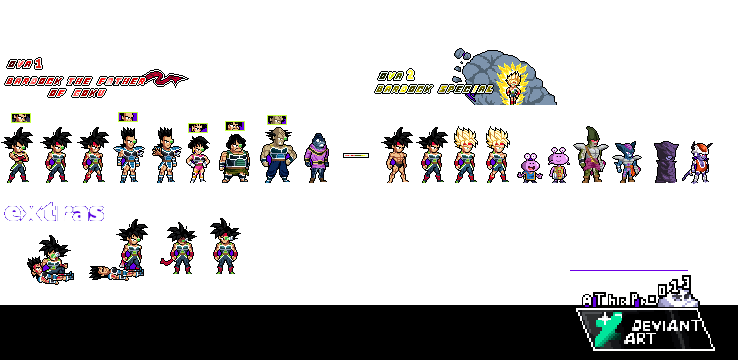 OVA 1
BARDOCK THE FATHER
OF GOKU
OVA 2
BARDOCK SPECIAL
extras
DEVIANT
ART